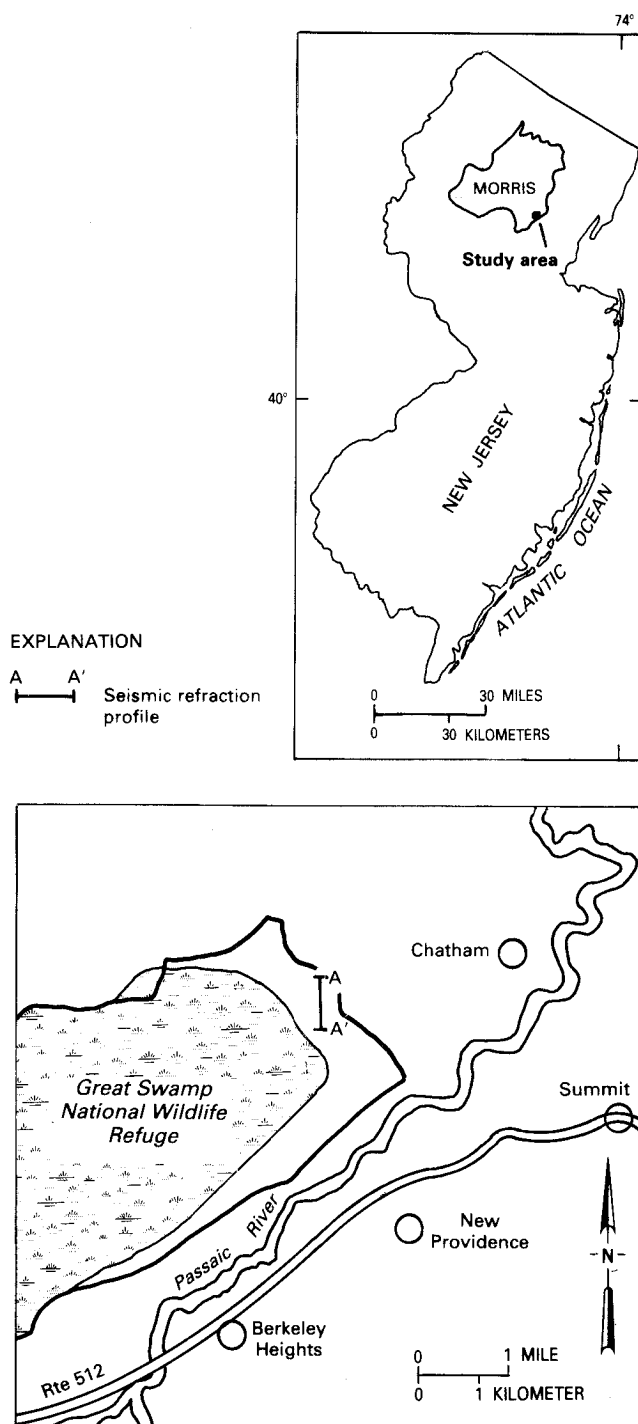 74°
MORRIS
Study area
40°
NEW JERSEY
ATLANTIC OCEAN
EXPLANATION
A A'
Seismic refraction
profile
0 30 MILES
0 30 KILOMETERS
Chatham
A
A'
Great Swamp
National Wildlife
Refuge
Summit
Passaic River
New
Providence
N
Berkeley
Heights
Rte 512
0 1 MILE
0 1 KILOMETER